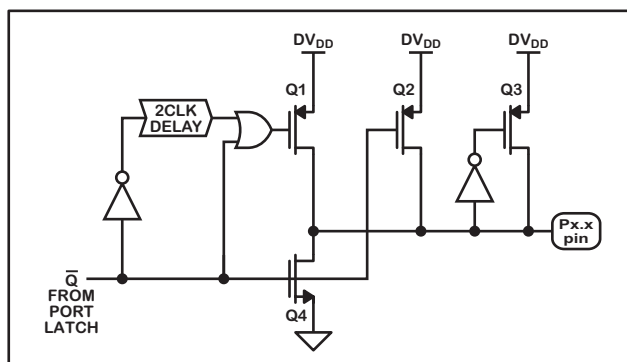 DVDD DVDD DVDD
Q1 Q2 Q3
2CLK
DELAY
Px.x
pin
Q̅
FROM
PORT
LATCH
Q4